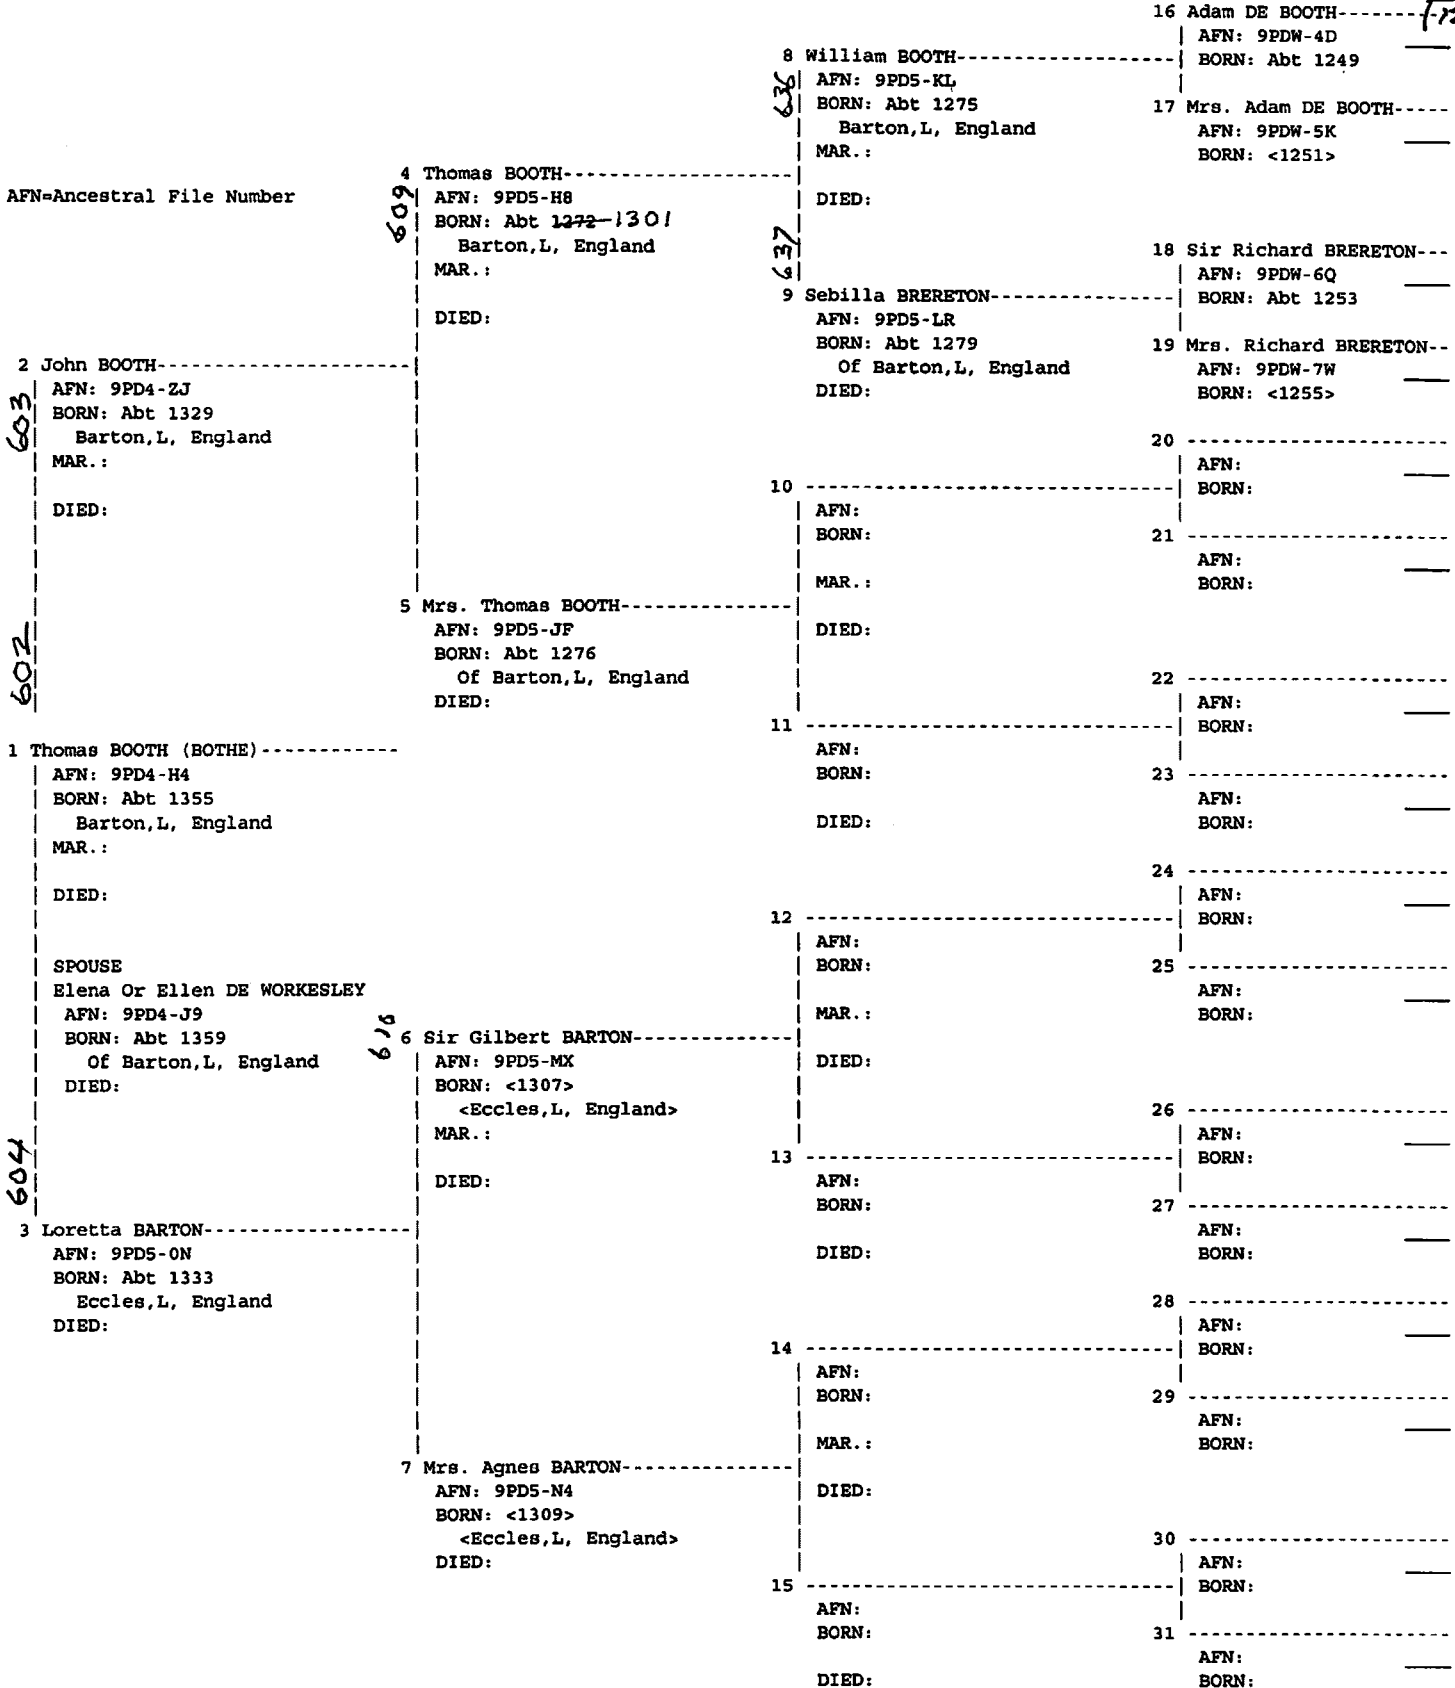 AFN=Ancestral File Number
2 John BOOTH
AFN: 9PD4-ZJ
BORN: Abt 1329
Barton,L, England
MAR.:
DIED:
603
602
1 Thomas BOOTH (BOTHE)
AFN: 9PD4-H4
BORN: Abt 1355
Barton,L, England
MAR.:
DIED:
SPOUSE
Elena Or Ellen DE WORKESLEY
AFN: 9PD4-J9
BORN: Abt 1359
Of Barton,L, England
DIED:
604
3 Loretta BARTON
AFN: 9PD5-0N
BORN: Abt 1333
Eccles,L, England
DIED:
4 Thomas BOOTH
609
AFN: 9PD5-H8
BORN: Abt 1272 1301
Barton,L, England
MAR.:
DIED:
5 Mrs. Thomas BOOTH
AFN: 9PD5-JF
BORN: Abt 1276
Of Barton,L, England
DIED:
610
6 Sir Gilbert BARTON
AFN: 9PD5-MX
BORN: <1307>
<Eccles,L, England>
MAR.:
DIED:
7 Mrs. Agnes BARTON
AFN: 9PD5-N4
BORN: <1309>
<Eccles,L, England>
DIED:
8 William BOOTH
636
AFN: 9PD5-KL
BORN: Abt 1275
Barton,L, England
MAR.:
DIED:
637
9 Sebilla BRERETON
AFN: 9PD5-LR
BORN: Abt 1279
Of Barton,L, England
DIED:
10
AFN:
BORN:
MAR.:
DIED:
11
AFN:
BORN:
DIED:
12
AFN:
BORN:
MAR.:
DIED:
13
AFN:
BORN:
DIED:
14
AFN:
BORN:
MAR.:
DIED:
15
AFN:
BORN:
DIED:
16 Adam DE BOOTH
AFN: 9PDW-4D
BORN: Abt 1249
17 Mrs. Adam DE BOOTH
AFN: 9PDW-5K
BORN: <1251>
18 Sir Richard BRERETON
AFN: 9PDW-6Q
BORN: Abt 1253
19 Mrs. Richard BRERETON
AFN: 9PDW-7W
BORN: <1255>
20
AFN:
BORN:
21
AFN:
BORN:
22
AFN:
BORN:
23
AFN:
BORN:
24
AFN:
BORN:
25
AFN:
BORN:
26
AFN:
BORN:
27
AFN:
BORN:
28
AFN:
BORN:
29
AFN:
BORN:
30
AFN:
BORN:
31
AFN:
BORN: